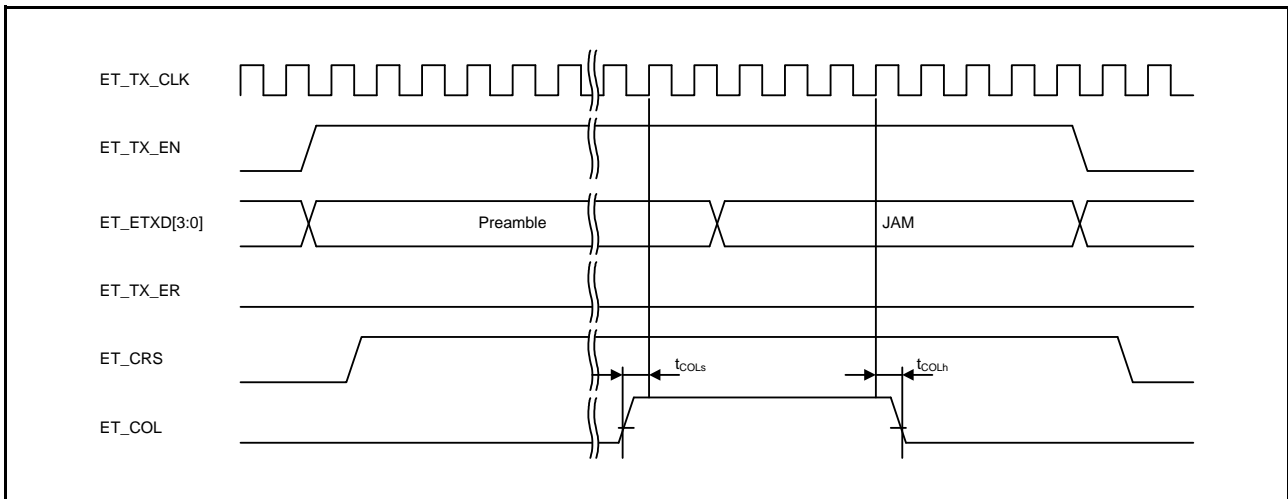 ET_TX_CLK
ET_TX_EN
ET_ETXD[3:0]
Preamble
JAM
ET_TX_ER
ET_CRS
tCOLs
tCOLh
ET_COL